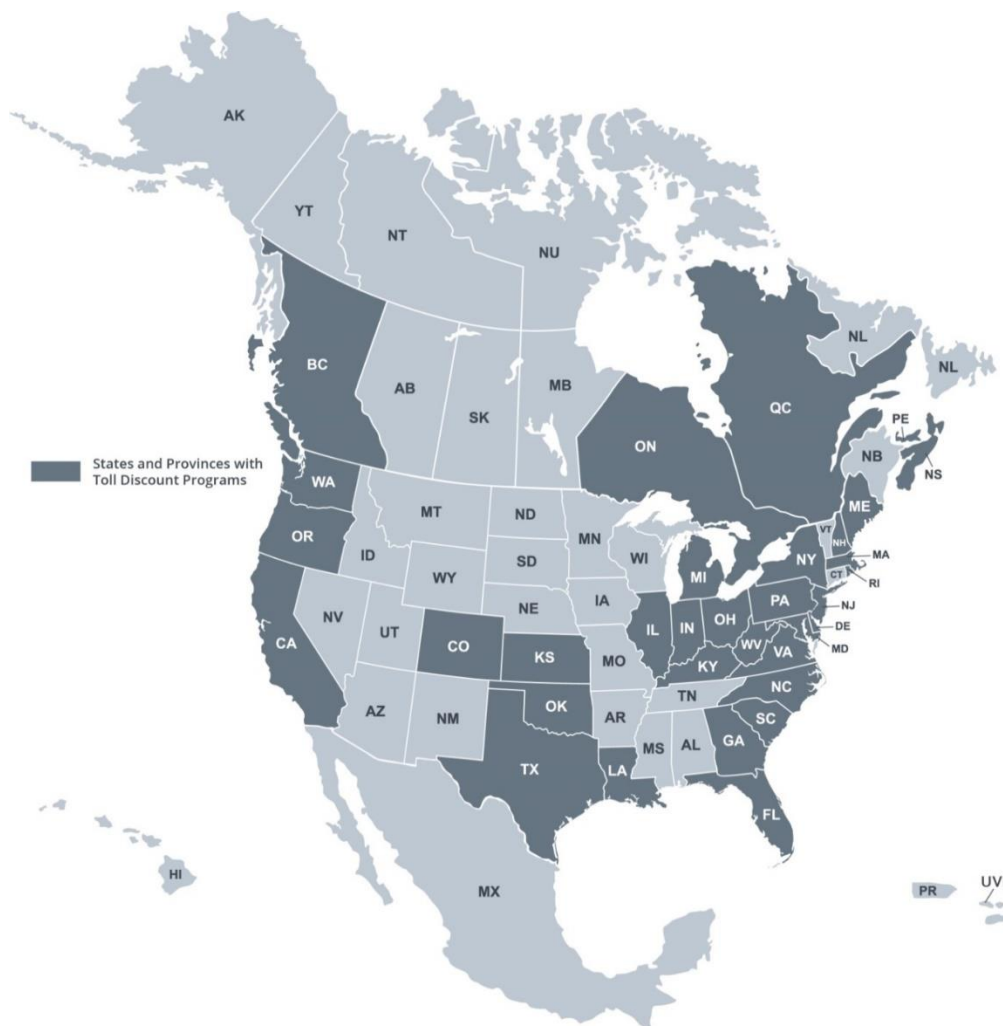 AK
YT
NT
NU
BC
AB
SK
MB
ON
QC
NL
NL
PE
NB
NS
States and Provinces with
Toll Discount Programs
WA
MT
ND
MN
ME
OR
ID
SD
WI
MI
NY
VT
NH
MA
CT
RI
WY
IA
PA
NJ
NE
NV
UT
CO
IL
IN
OH
DE
MD
CA
KS
MO
WV
VA
KY
NC
AZ
NM
OK
AR
TN
SC
MS
AL
GA
TX
LA
FL
HI
MX
PR
UV